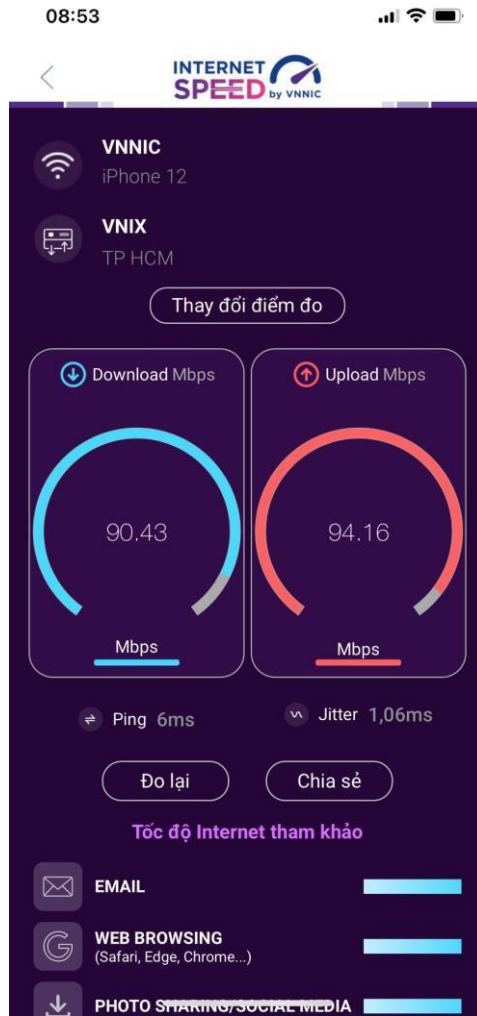 08:53
INTERNET
SPEED by VNNIC
VNNIC
iPhone 12
VNIX
TP HCM
Thay đổi điểm đo
Download Mbps
Upload Mbps
90.43
94.16
Mbps
Mbps
Ping 6ms
Jitter 1,06ms
Đo lại
Chia sẻ
Tốc độ Internet tham khảo
EMAIL
WEB BROWSING
(Safari, Edge, Chrome...)
PHOTO SHARING/SOCIAL MEDIA